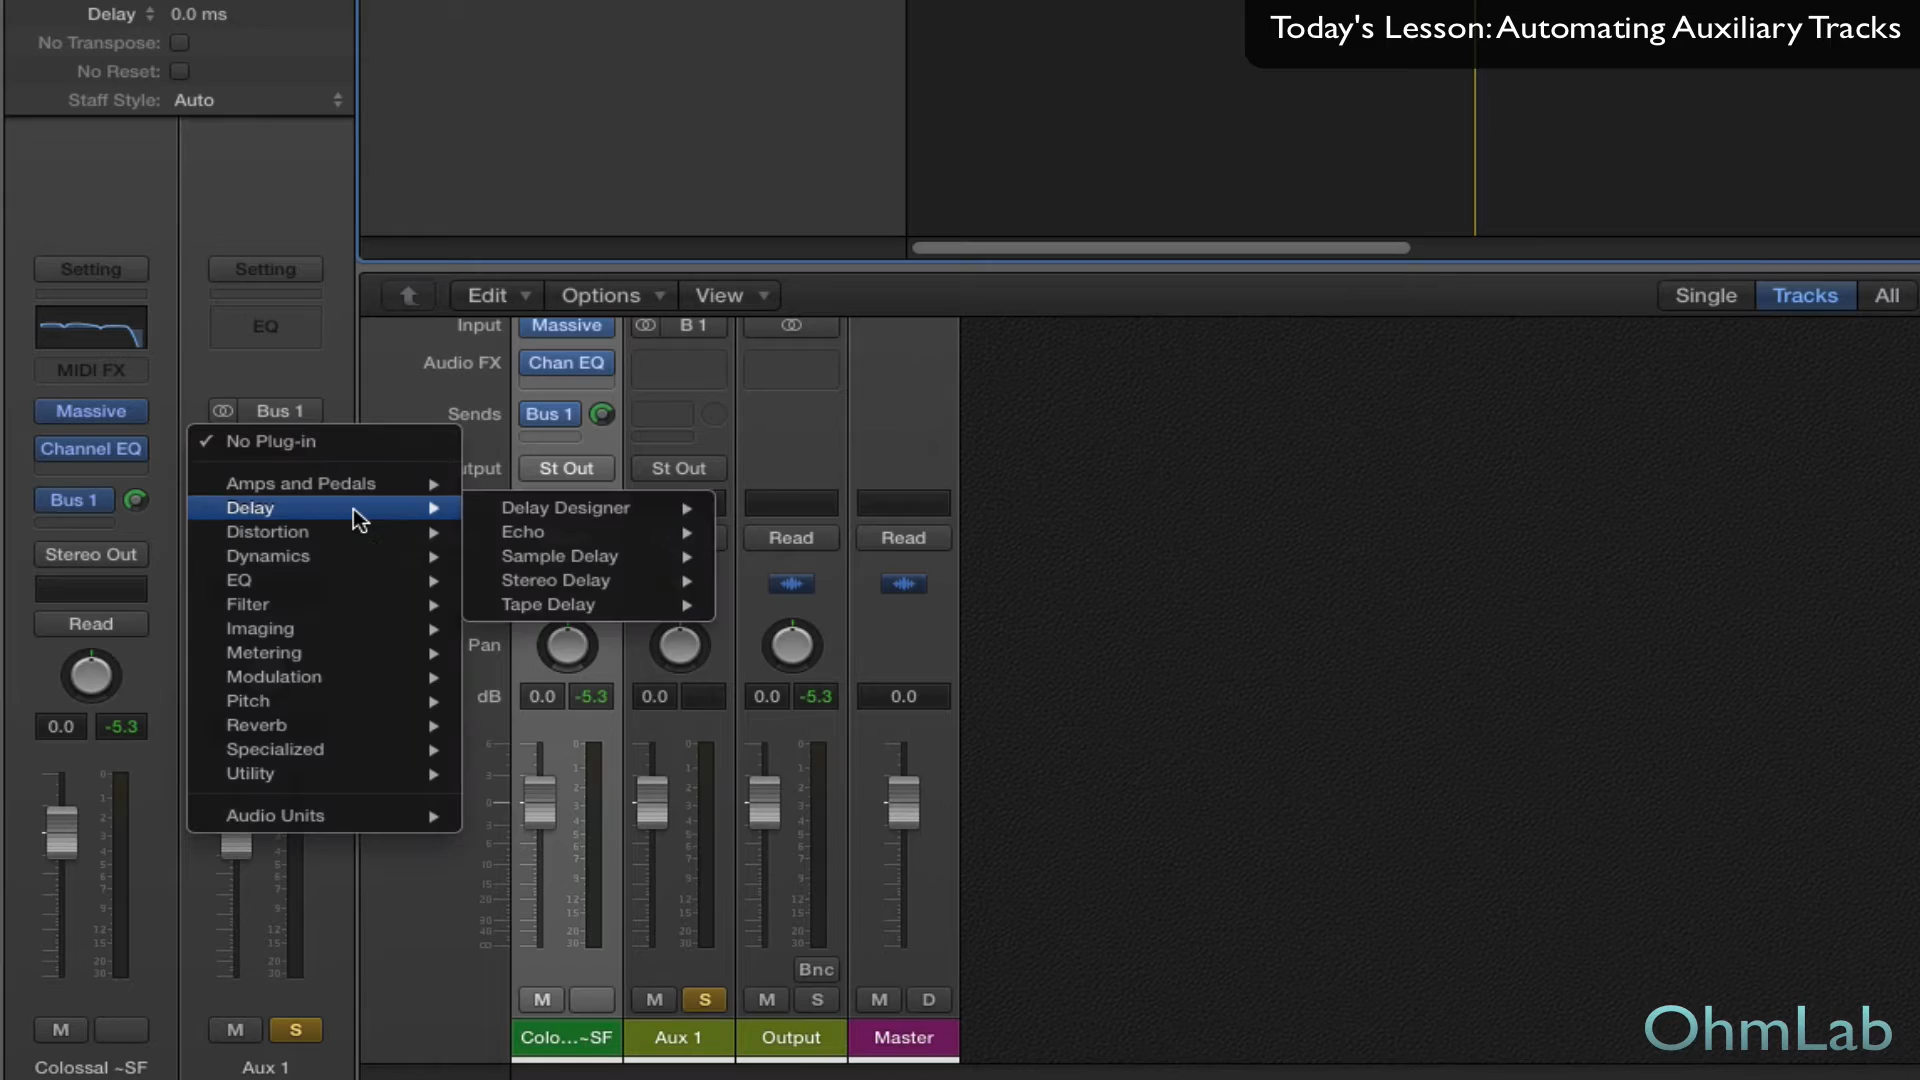 Today's Lesson: Automating Auxiliary Tracks
Delay 0.0 ms
No Transpose:
No Reset:
Staff Style: Auto
Setting
Setting
EQ
MIDI FX
Massive
Bus 1
Channel EQ
Bus 1
Stereo Out
Read
0.0 -5.3
M
M S
Colossal ~SF
Aux 1
✓ No Plug-in
Amps and Pedals
Delay
Distortion
Dynamics
EQ
Filter
Imaging
Metering
Modulation
Pitch
Reverb
Specialized
Utility
Audio Units
Delay Designer
Echo
Sample Delay
Stereo Delay
Tape Delay
Edit Options View
Single Tracks All
Input Massive B 1
Audio FX Chan EQ
Sends Bus 1
utput St Out St Out
Read Read
Pan
dB 0.0 -5.3 0.0 0.0 -5.3 0.0
Bnc
M M S M S M D
Colo...~SF Aux 1 Output Master
OhmLab